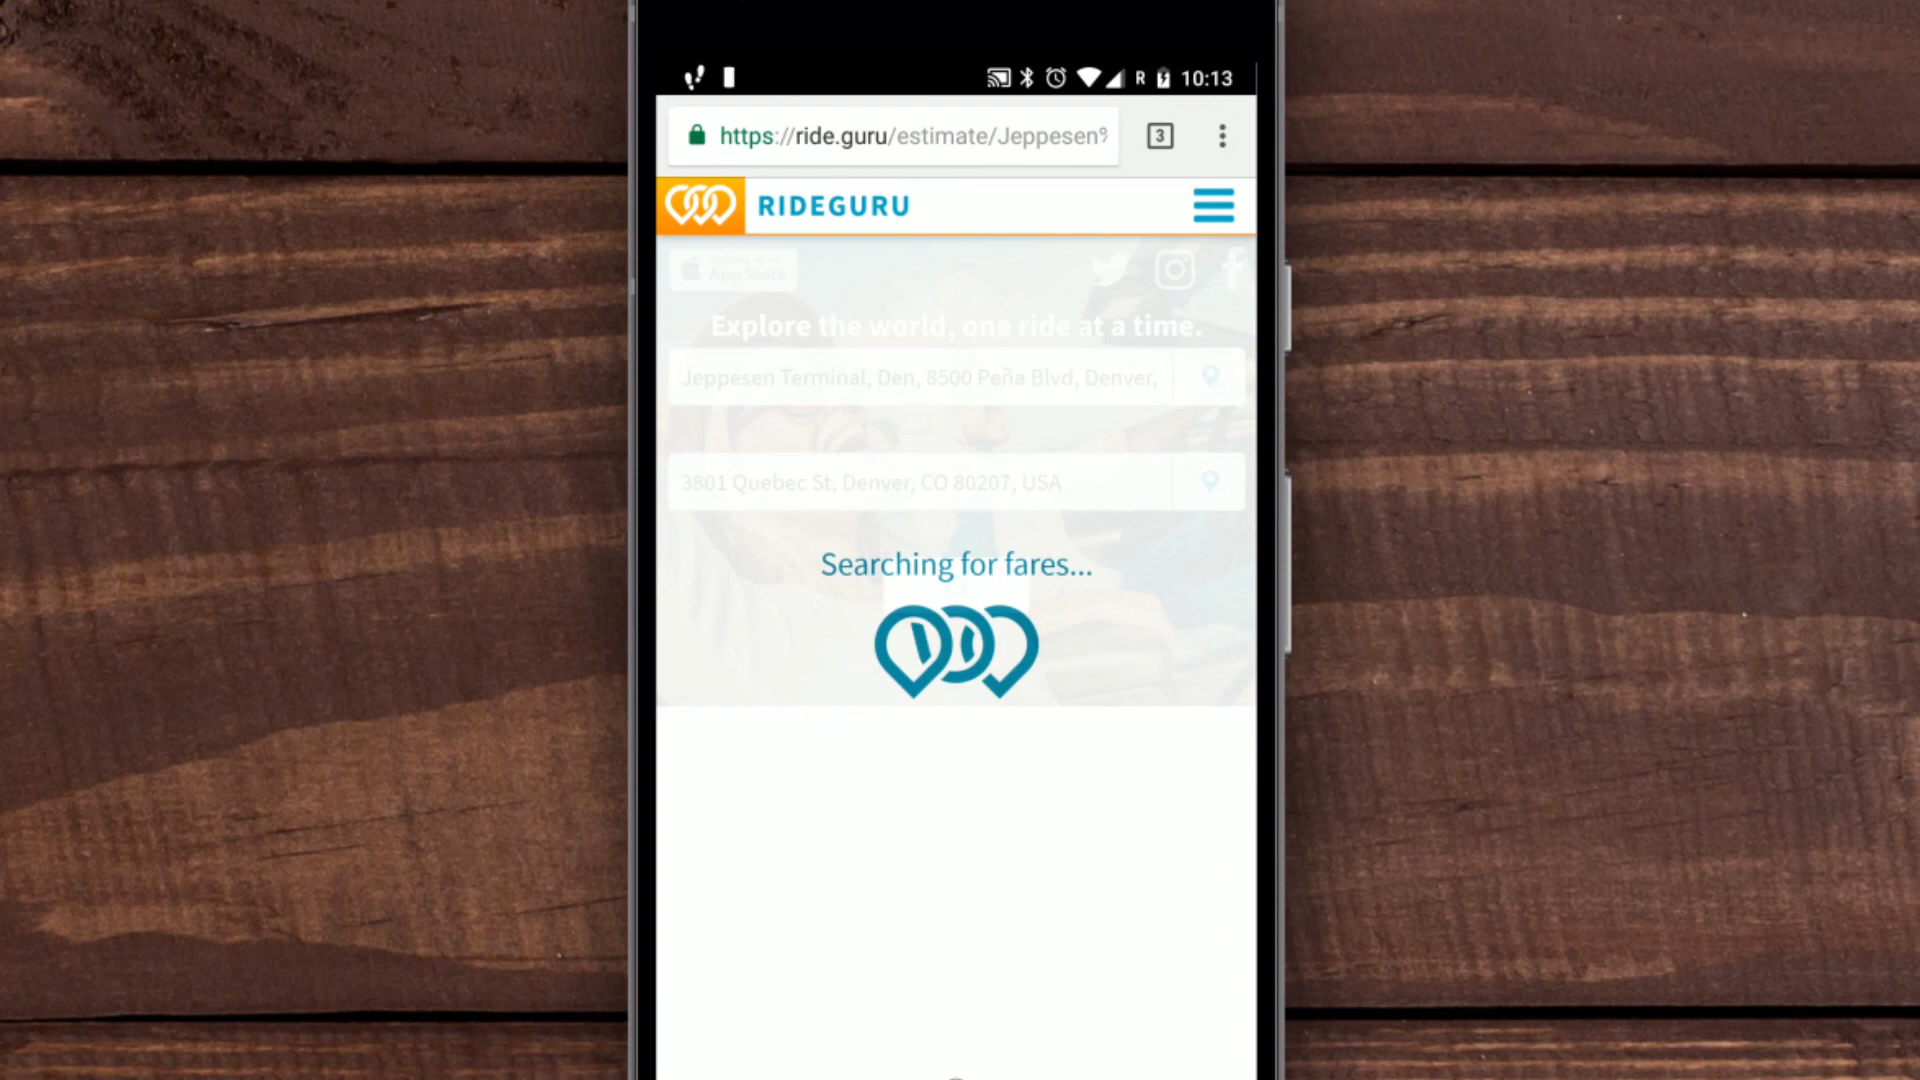 R 10:13
https://ride.guru/estimate/Jeppesen%
3
RIDEGURU
App Store
Explore the world, one ride at a time.
Jeppesen Terminal, Den, 8500 Peña Blvd, Denver,
3801 Quebec St, Denver, CO 80207, USA
Searching for fares...